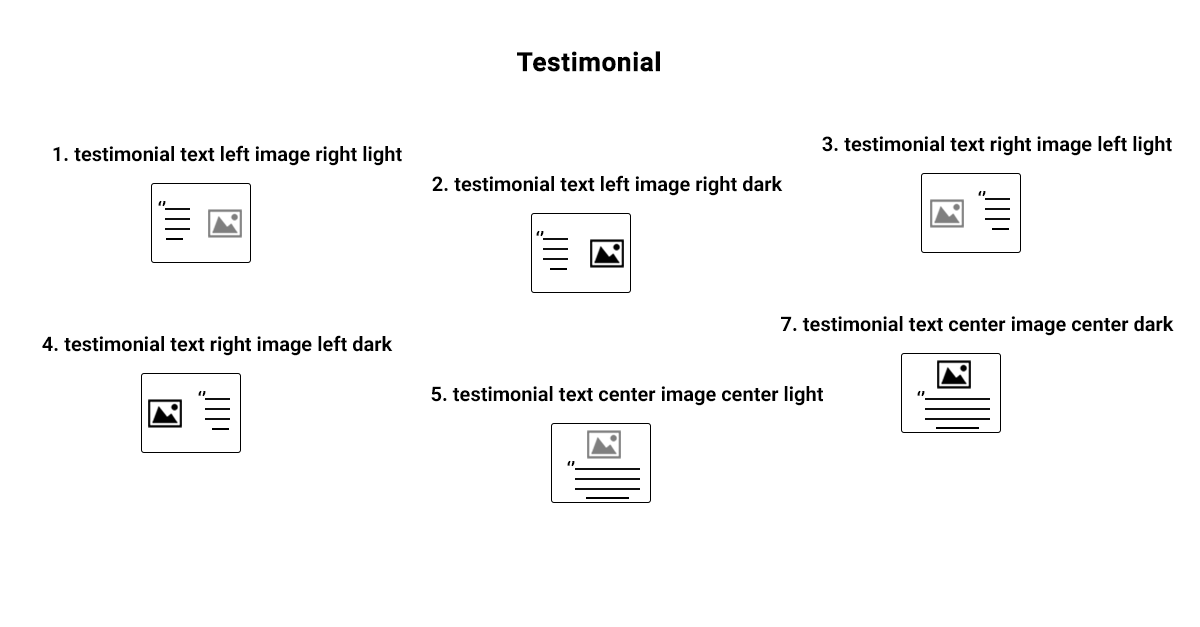 Testimonial
1. testimonial text left image right light
2. testimonial text left image right dark
3. testimonial text right image left light
4. testimonial text right image left dark
5. testimonial text center image center light
7. testimonial text center image center dark